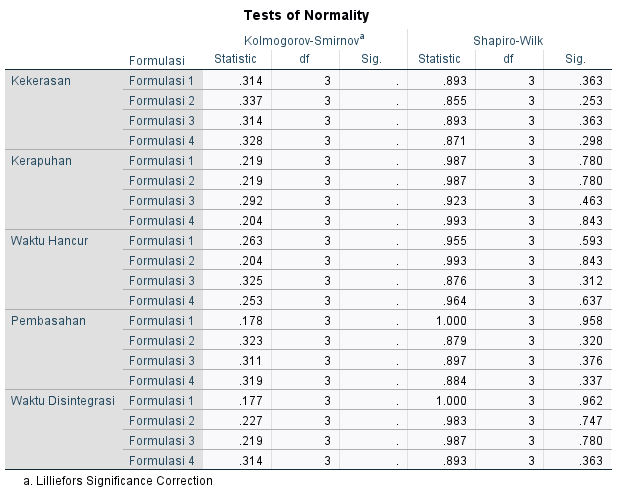 Tests of Normality
Kolmogorov-Smirnovᵃ Shapiro-Wilk
Formulasi Statistic df Sig. Statistic df Sig.
Kekerasan Formulasi 1 .314 3 . .893 3 .363
Formulasi 2 .337 3 . .855 3 .253
Formulasi 3 .314 3 . .893 3 .363
Formulasi 4 .328 3 . .871 3 .298
Kerapuhan Formulasi 1 .219 3 . .987 3 .780
Formulasi 2 .219 3 . .987 3 .780
Formulasi 3 .292 3 . .923 3 .463
Formulasi 4 .204 3 . .993 3 .843
Waktu Hancur Formulasi 1 .263 3 . .955 3 .593
Formulasi 2 .204 3 . .993 3 .843
Formulasi 3 .325 3 . .876 3 .312
Formulasi 4 .253 3 . .964 3 .637
Pembasahan Formulasi 1 .178 3 . 1.000 3 .958
Formulasi 2 .323 3 . .879 3 .320
Formulasi 3 .311 3 . .897 3 .376
Formulasi 4 .319 3 . .884 3 .337
Waktu Disintegrasi Formulasi 1 .177 3 . 1.000 3 .962
Formulasi 2 .227 3 . .983 3 .747
Formulasi 3 .219 3 . .987 3 .780
Formulasi 4 .314 3 . .893 3 .363
a. Lilliefors Significance Correction